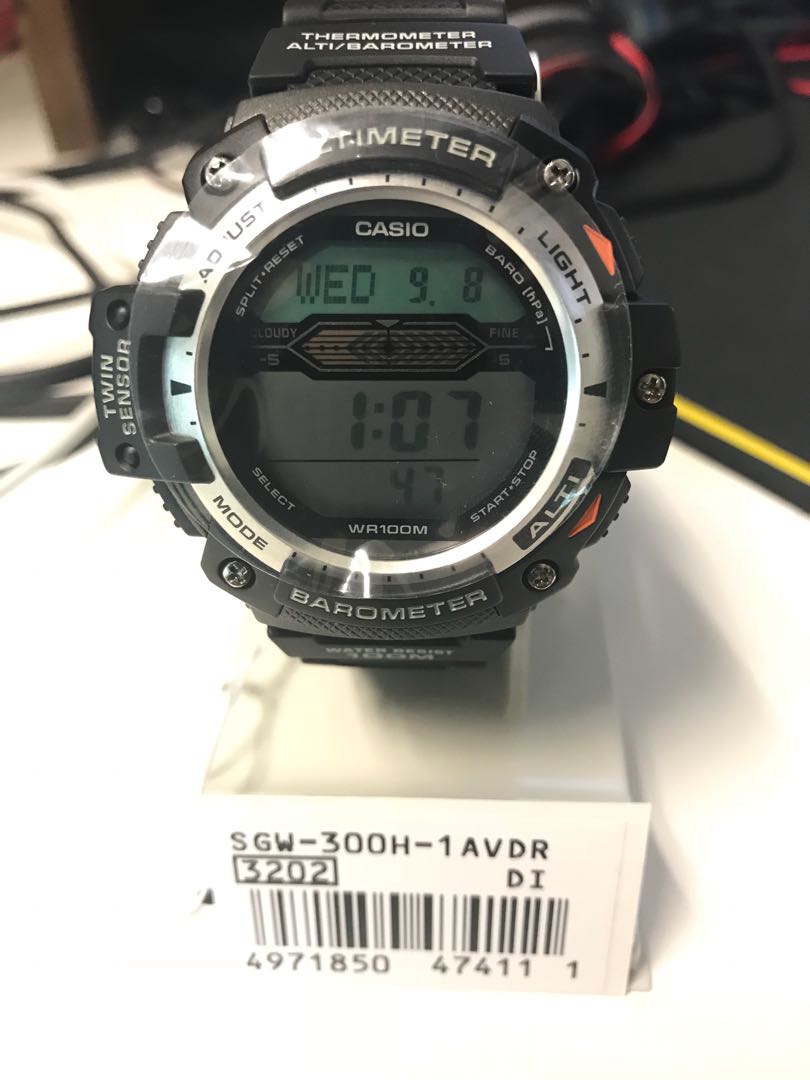 THERMOMETER
ALTI/BAROMETER
ALTIMETER
ADJUST
LIGHT
CASIO
SPLIT•RESET
BARO [hPa]
WED 9. 8
CLOUDY
FINE
-5
5
TWIN
SENSOR
1:07
47
SELECT
START•STOP
MODE
ALTI
WR100M
BAROMETER
WATER RESIST
100M
SGW-300H-1AVDR
3202
DI
4971850 47411 1